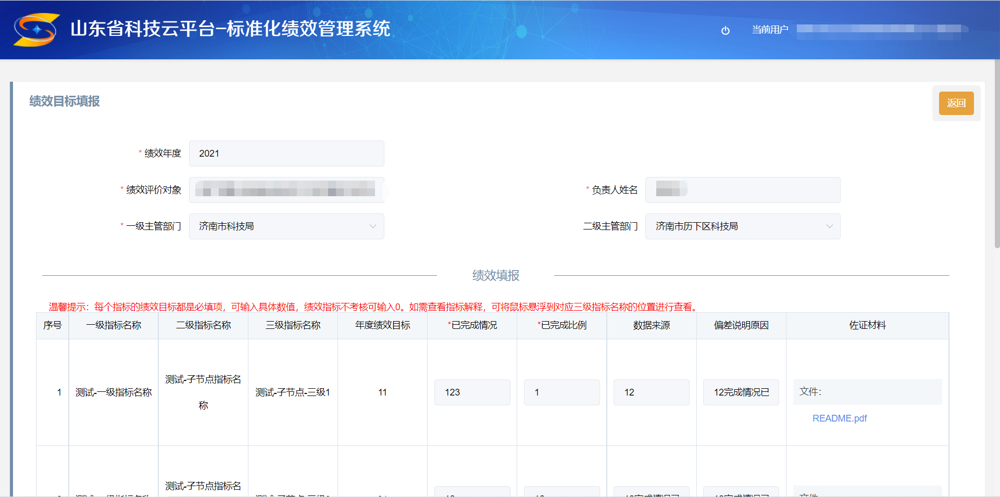 山东省科技云平台-标准化绩效管理系统
当前用户
绩效目标填报
返回
* 绩效年度 2021
* 绩效评价对象
* 负责人姓名
* 一级主管部门 济南市科技局
二级主管部门 济南市历下区科技局
绩效填报
温馨提示：每个指标的绩效目标都是必填项，可输入具体数值，绩效指标不考核可输入0。如需查看指标解释，可将鼠标悬浮到对应三级指标名称的位置进行查看。
序号 一级指标名称 二级指标名称 三级指标名称 年度绩效目标 *已完成情况 *已完成比例 数据来源 偏差说明原因 佐证材料
1 测试-一级指标名称 测试-子节点指标名称 测试-子节点-三级1 11 123 1 12 12完成情况已 文件：
README.pdf
测试-子节点指标名